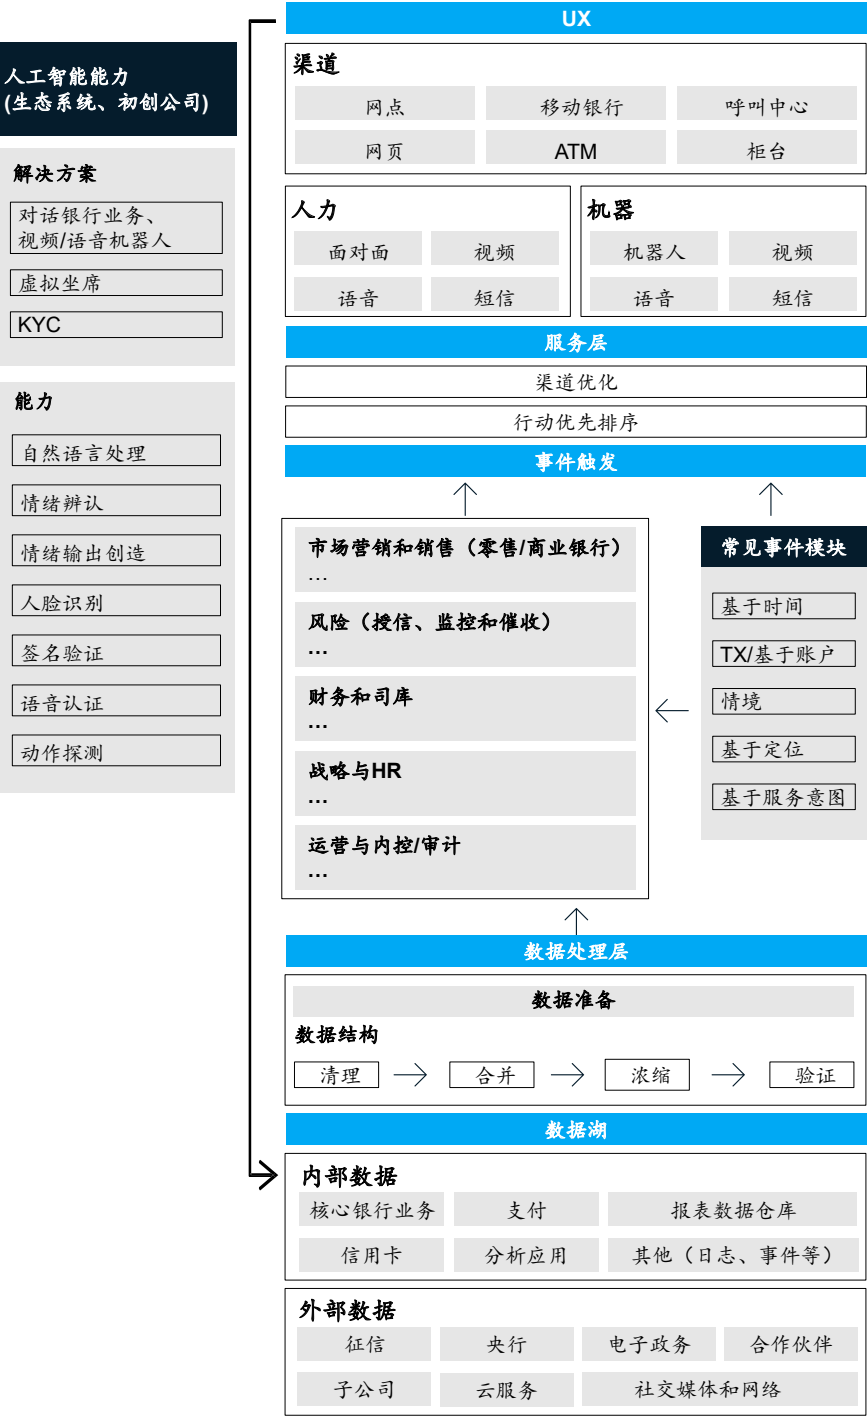 人工智能能力
(生态系统、初创公司)
解决方案
对话银行业务、
视频/语音机器人
虚拟坐席
KYC
能力
自然语言处理
情绪辨认
情绪输出创造
人脸识别
签名验证
语音认证
动作探测
UX
渠道
网点
移动银行
呼叫中心
网页
ATM
柜台
人力
面对面
视频
语音
短信
机器
机器人
视频
语音
短信
服务层
渠道优化
行动优先排序
事件触发
市场营销和销售（零售/商业银行）
…
风险（授信、监控和催收）
…
财务和司库
…
战略与HR
…
运营与内控/审计
…
常见事件模块
基于时间
TX/基于账户
情境
基于定位
基于服务意图
数据处理层
数据准备
数据结构
清理
合并
浓缩
验证
数据湖
内部数据
核心银行业务
支付
报表数据仓库
信用卡
分析应用
其他（日志、事件等）
外部数据
征信
央行
电子政务
合作伙伴
子公司
云服务
社交媒体和网络